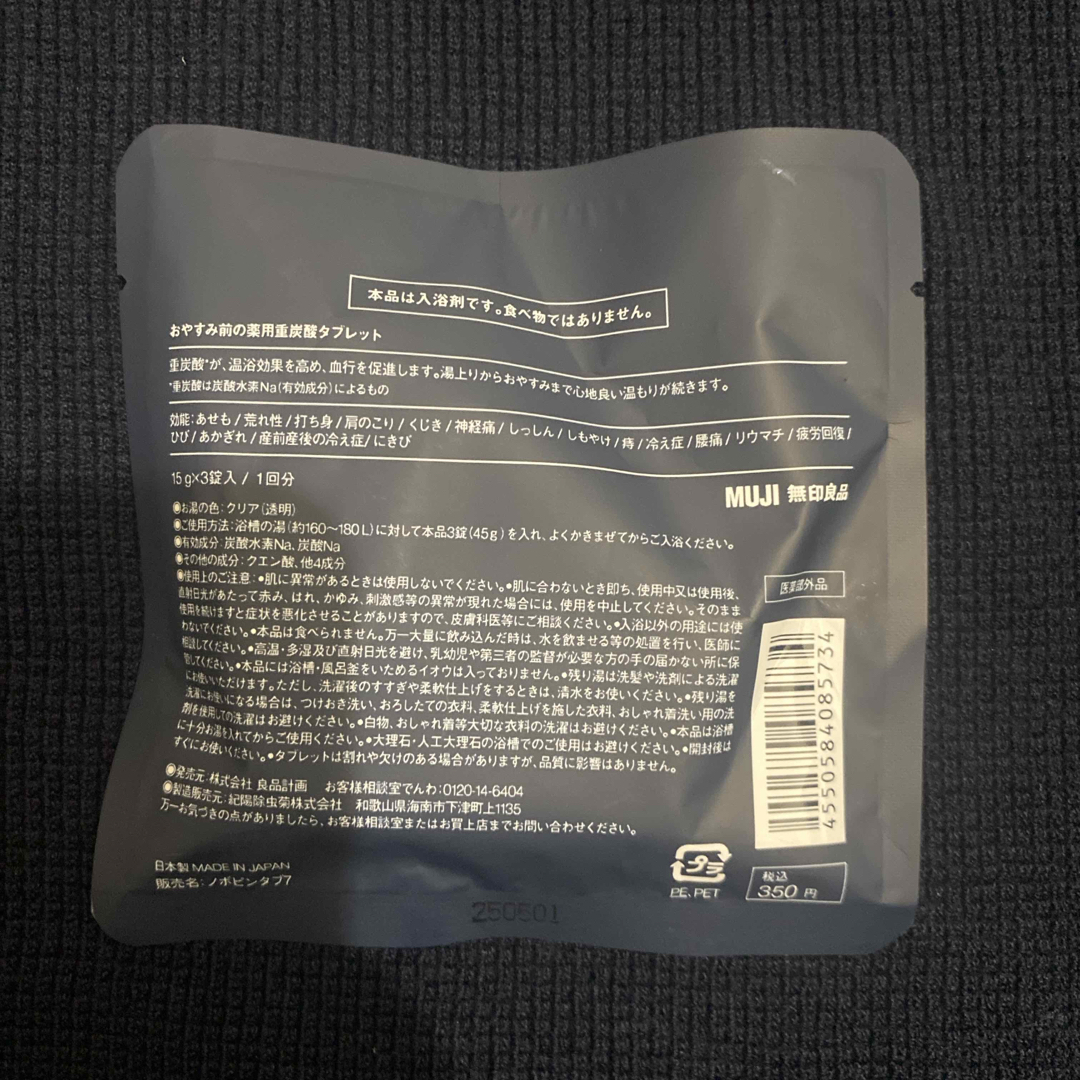 本品は入浴剤です。食べ物ではありません。
おやすみ前の薬用重炭酸タブレット
重炭酸*が、温浴効果を高め、血行を促進します。湯上りからおやすみまで心地良い温もりが続きます。
*重炭酸は炭酸水素Na(有効成分)によるもの
効能:あせも/荒れ性/打ち身/肩のこり/くじき/神経痛/しっしん/しもやけ/痔/冷え症/腰痛/リウマチ/疲労回復/
ひび/あかぎれ/産前産後の冷え症/にきび
15g×3錠入/1回分
MUJI 無印良品
●お湯の色:クリア(透明)
●ご使用方法:浴槽の湯(約160〜180L)に対して本品3錠(45g)を入れ、よくかきまぜてからご入浴ください。
●有効成分:炭酸水素Na、炭酸Na
●その他の成分:クエン酸、他4成分
●使用上のご注意:●肌に異常があるときは使用しないでください。●肌に合わないとき即ち、使用中又は使用後、
直射日光があたって赤み、はれ、かゆみ、刺激感等の異常が現れた場合には、使用を中止してください。そのまま
使用を続けますと症状を悪化させることがありますので、皮膚科医等にご相談ください。●入浴以外の用途には使
わないでください。●本品は食べられません。万一大量に飲み込んだ時は、水を飲ませる等の処置を行い、医師に
相談してください。●高温・多湿及び直射日光を避け、乳幼児や第三者の監督が必要な方の手の届かない所に保
管してください。●本品には浴槽・風呂釜をいためるイオウは入っておりません。●残り湯は洗髪や洗剤による洗濯
にお使いいただけます。ただし、洗濯後のすすぎや柔軟仕上げをするときは、清水をお使いください。●残り湯を
洗濯にお使いになる場合は、つけおき洗い、おろしたての衣料、柔軟仕上げを施した衣料、おしゃれ着洗い用の洗
剤を使用しての洗濯はお避けください。●白物、おしゃれ着等大切な衣料の洗濯はお避けください。●本品は浴槽
に十分お湯を入れてからご使用ください。●大理石・人工大理石の浴槽でのご使用はお避けください。●開封後は
すぐにお使いください。●タブレットは割れや欠けのある場合がありますが、品質に影響はありません。
●発売元:株式会社 良品計画 お客様相談室でんわ:0120-14-6404
●製造販売元:紀陽除虫菊株式会社 和歌山県海南市下津町上1135
万一お気づきの点がありましたら、お客様相談室またはお買上店までお問い合わせください。
日本製 MADE IN JAPAN
販売名:ノボピンタブ7
医薬部外品
4550584085734
プラ
PE、PET
税込
350 円
250501